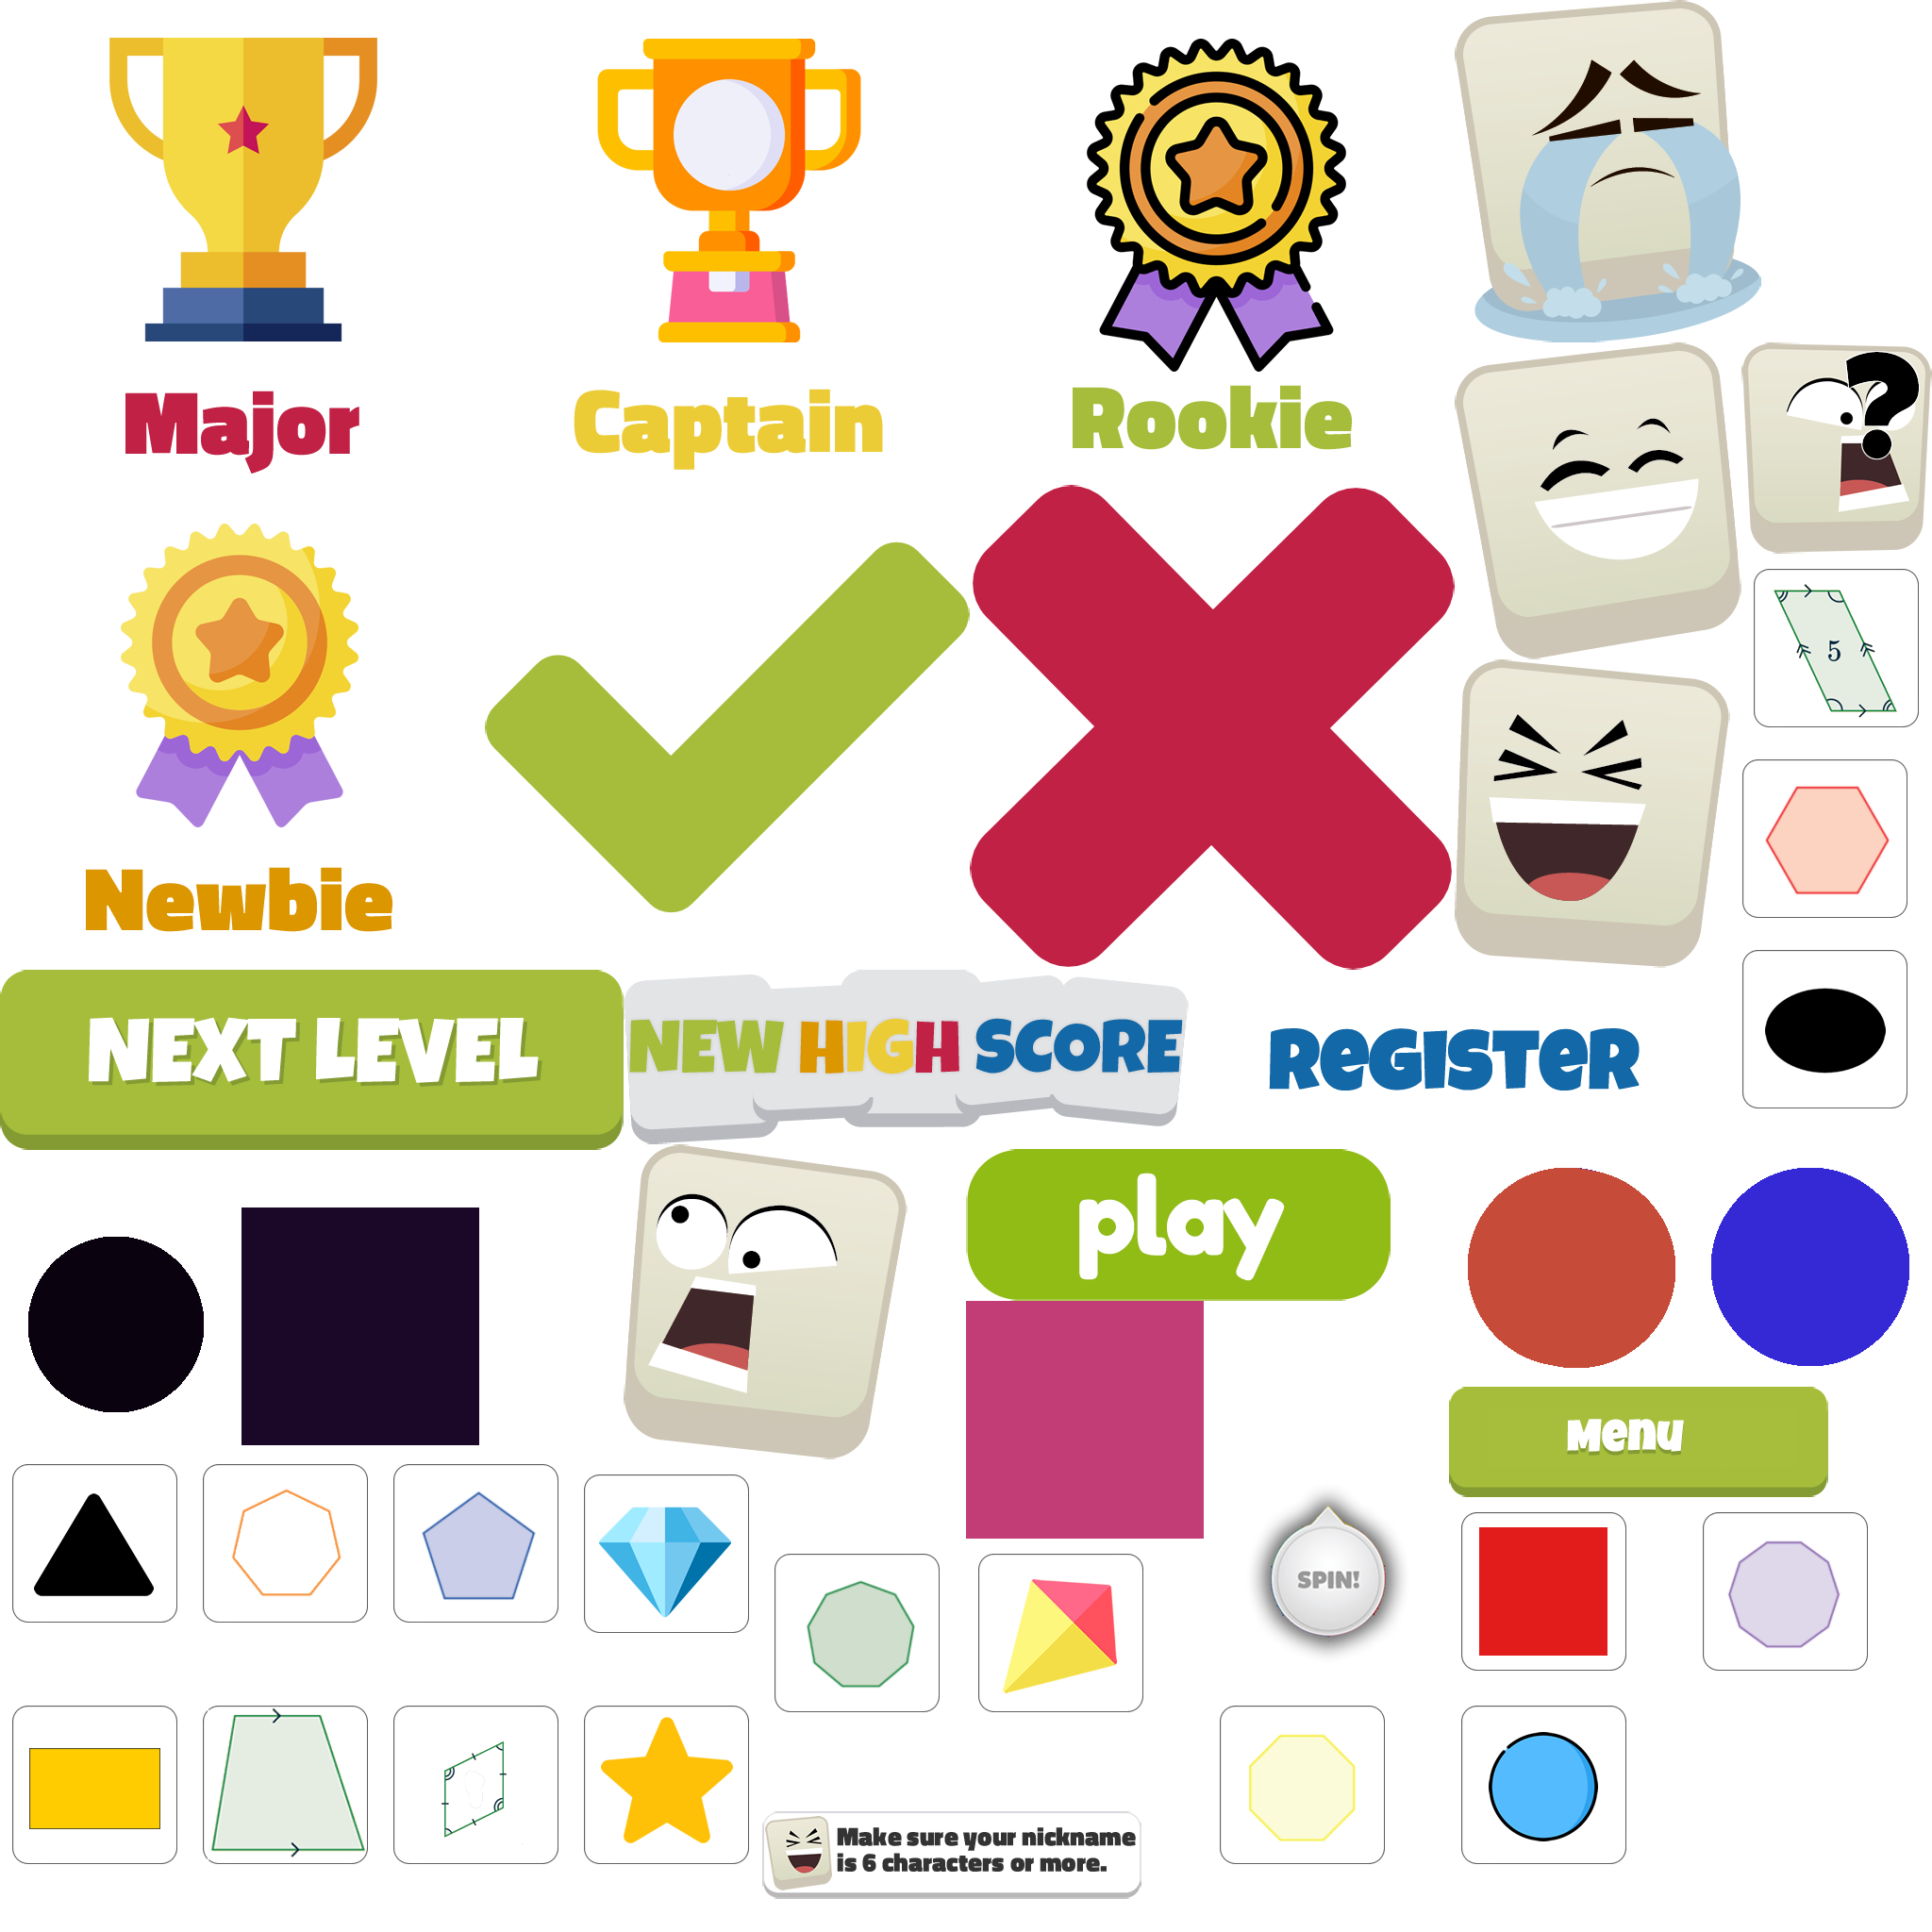 Major
Captain
Rookie
?
5
Newbie
NEXT LEVEL
NEW HIGH SCORE
REGISTER
play
Menu
SPIN!
Make sure your nickname
is 6 characters or more.